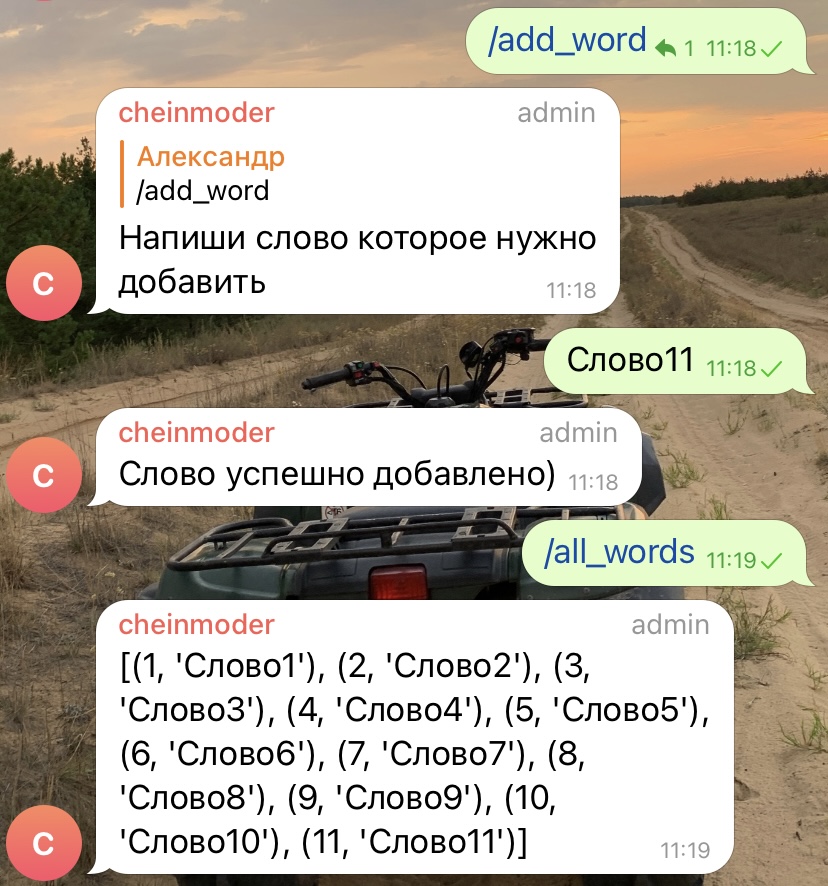 /add_word 1 11:18
cheinmoder admin
Александр
/add_word
Напиши слово которое нужно
добавить 11:18
С
Слово11 11:18
cheinmoder admin
Слово успешно добавлено) 11:18
С
/all_words 11:19
cheinmoder admin
[(1, 'Слово1'), (2, 'Слово2'), (3,
'Слово3'), (4, 'Слово4'), (5, 'Слово5'),
(6, 'Слово6'), (7, 'Слово7'), (8,
'Слово8'), (9, 'Слово9'), (10,
'Слово10'), (11, 'Слово11')]
11:19
С